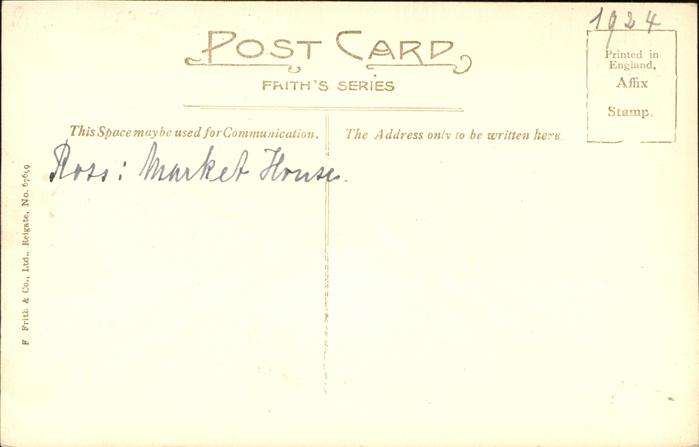 1924
POST CARD
FRITH'S SERIES
Printed in
England.
Affix
Stamp.
This Space may be used for Communication.
The Address only to be written here
Ross: Market House.
F. Frith & Co., Ltd., Reigate, No. 67619